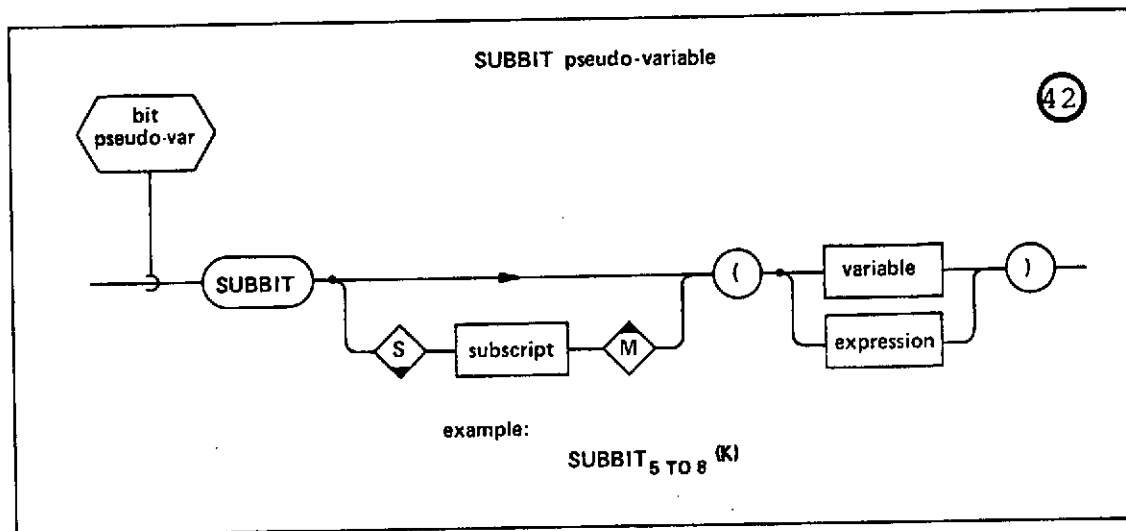 SUBBIT pseudo-variable
42
bit
pseudo-var
SUBBIT
(
variable
)
S
subscript
M
expression
example:
SUBBIT5 TO 8 (K)